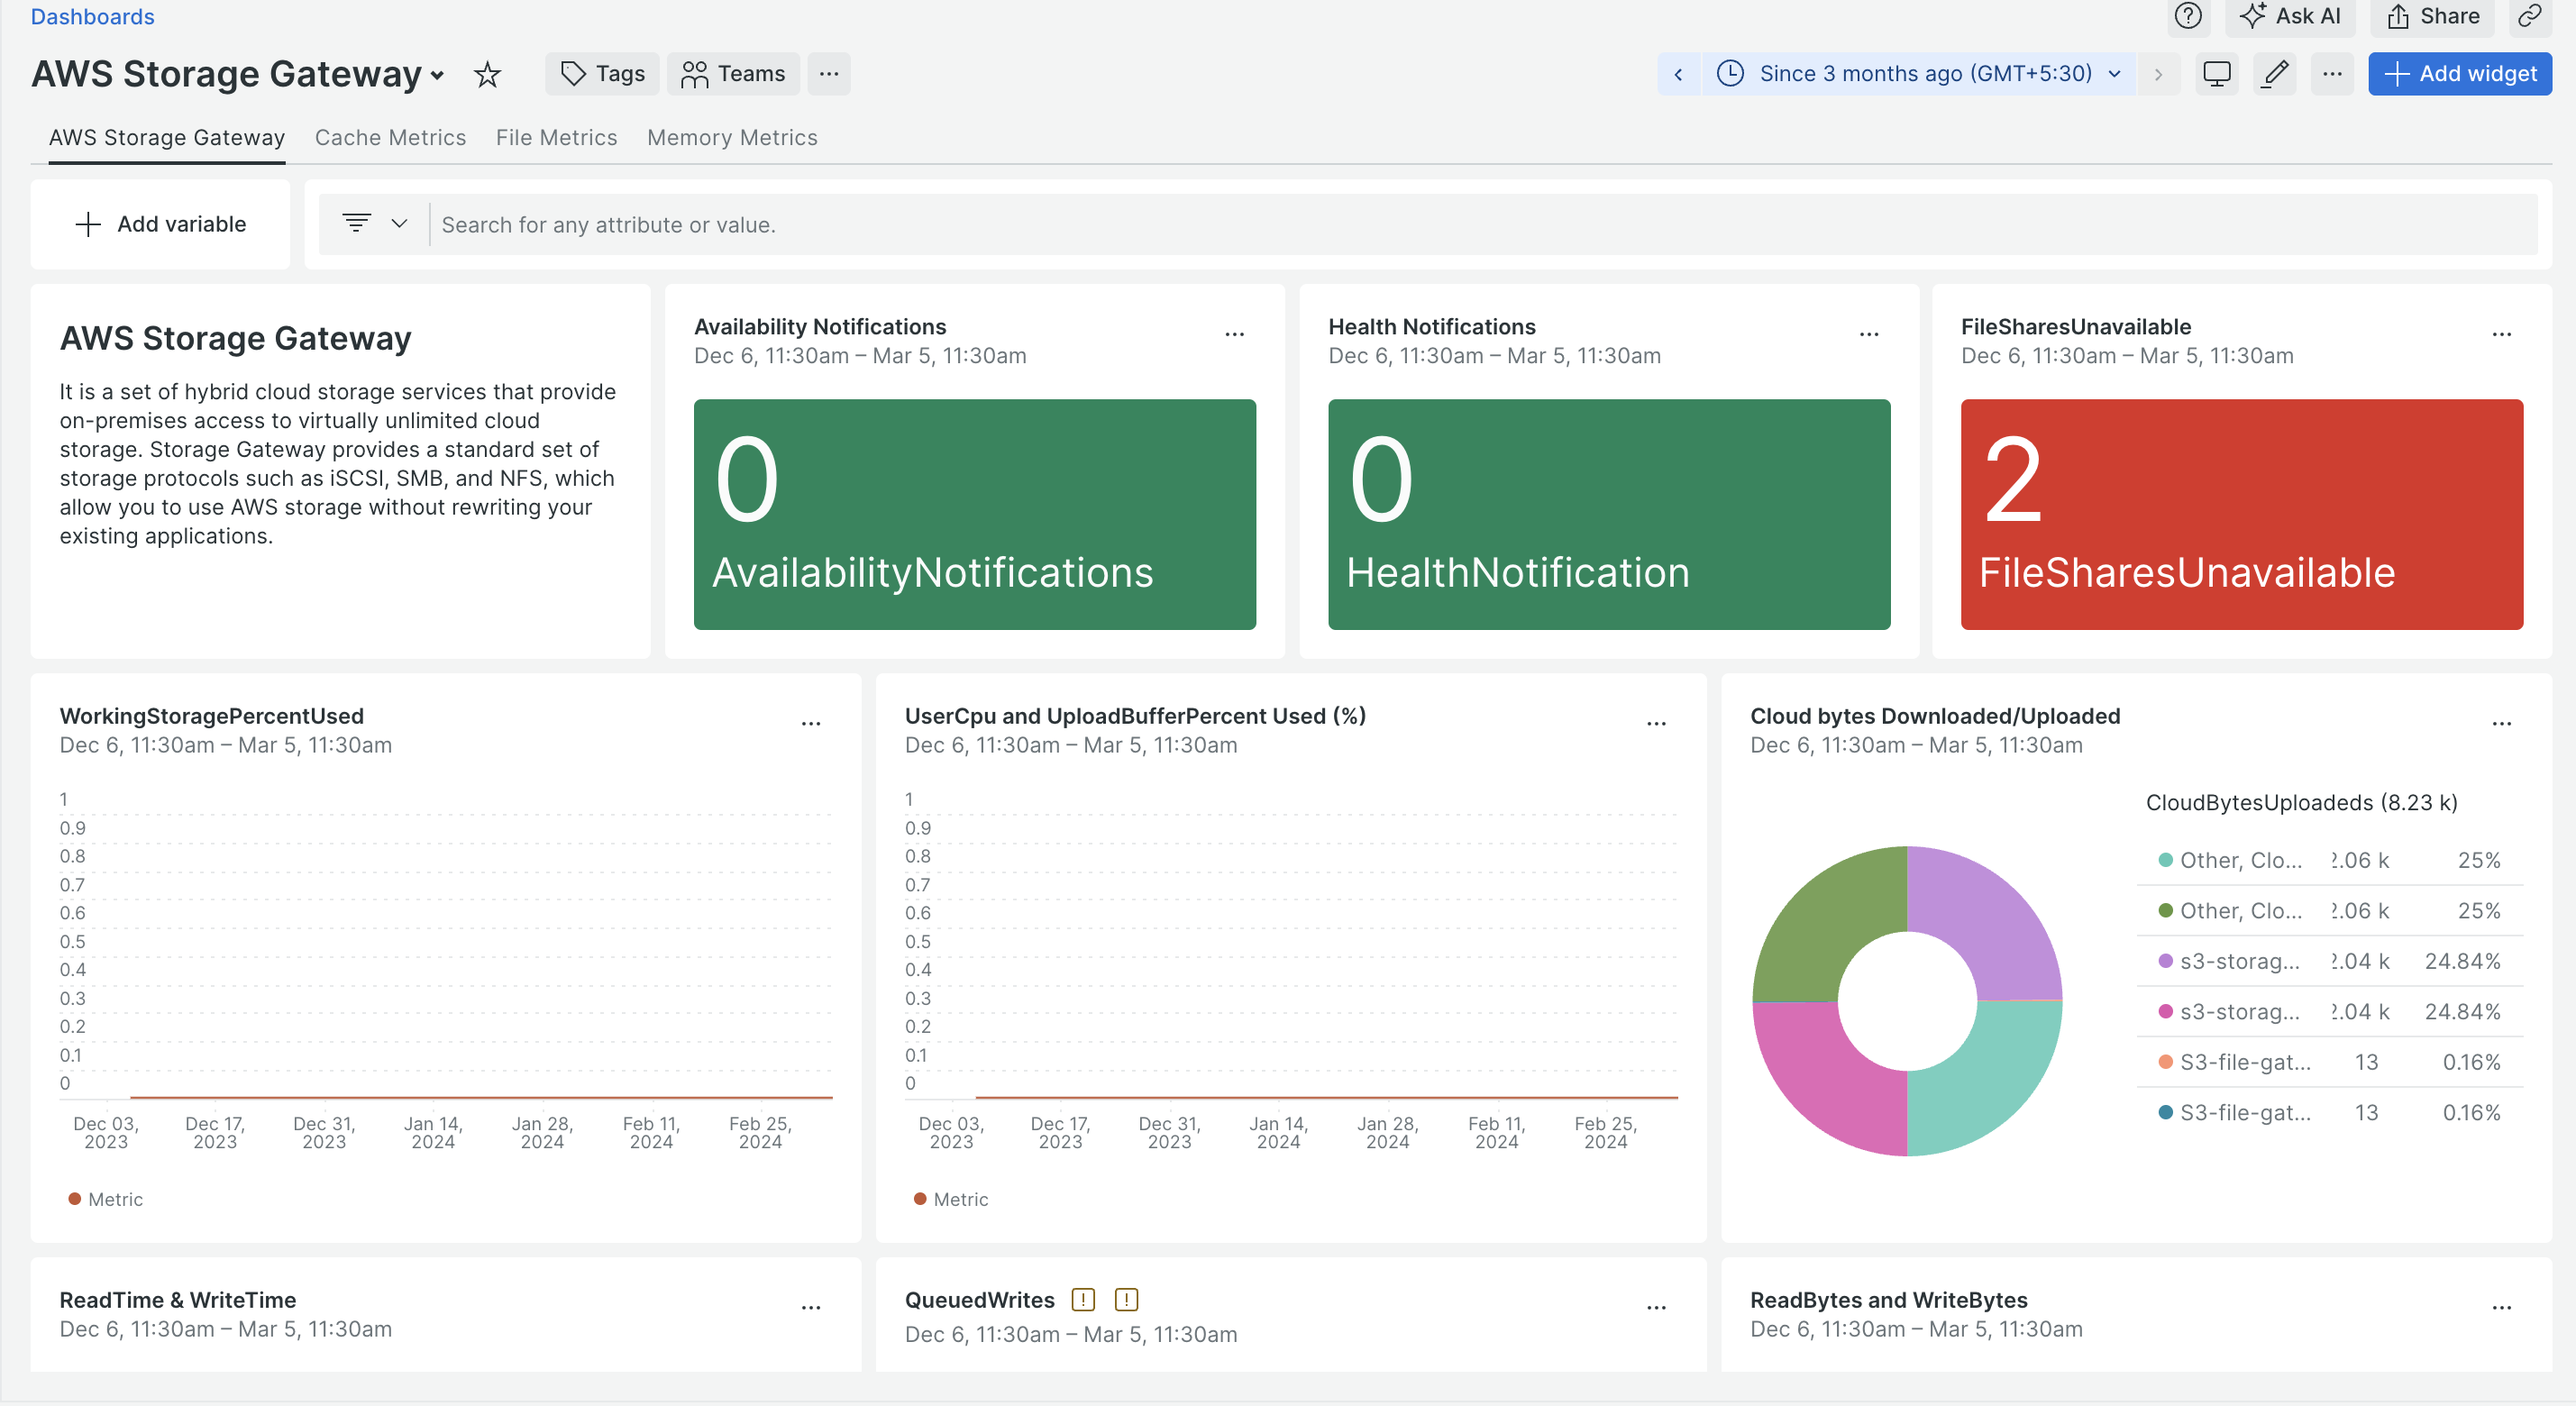 Dashboards
Ask AI
Share
AWS Storage Gateway
Tags
Teams
Since 3 months ago (GMT+5:30)
Add widget
AWS Storage Gateway
Cache Metrics
File Metrics
Memory Metrics
Add variable
Search for any attribute or value.
AWS Storage Gateway
It is a set of hybrid cloud storage services that provide
on-premises access to virtually unlimited cloud
storage. Storage Gateway provides a standard set of
storage protocols such as iSCSI, SMB, and NFS, which
allow you to use AWS storage without rewriting your
existing applications.
Availability Notifications
Dec 6, 11:30am – Mar 5, 11:30am
0
AvailabilityNotifications
Health Notifications
Dec 6, 11:30am – Mar 5, 11:30am
0
HealthNotification
FileSharesUnavailable
Dec 6, 11:30am – Mar 5, 11:30am
2
FileSharesUnavailable
WorkingStoragePercentUsed
Dec 6, 11:30am – Mar 5, 11:30am
1
0.9
0.8
0.7
0.6
0.5
0.4
0.3
0.2
0.1
0
Dec 03, 2023
Dec 17, 2023
Dec 31, 2023
Jan 14, 2024
Jan 28, 2024
Feb 11, 2024
Feb 25, 2024
Metric
UserCpu and UploadBufferPercent Used (%)
Dec 6, 11:30am – Mar 5, 11:30am
1
0.9
0.8
0.7
0.6
0.5
0.4
0.3
0.2
0.1
0
Dec 03, 2023
Dec 17, 2023
Dec 31, 2023
Jan 14, 2024
Jan 28, 2024
Feb 11, 2024
Feb 25, 2024
Metric
Cloud bytes Downloaded/Uploaded
Dec 6, 11:30am – Mar 5, 11:30am
CloudBytesUploadeds (8.23 k)
Other, Clo... 2.06 k 25%
Other, Clo... 2.06 k 25%
s3-storag... 2.04 k 24.84%
s3-storag... 2.04 k 24.84%
S3-file-gat... 13 0.16%
S3-file-gat... 13 0.16%
ReadTime & WriteTime
Dec 6, 11:30am – Mar 5, 11:30am
QueuedWrites
Dec 6, 11:30am – Mar 5, 11:30am
ReadBytes and WriteBytes
Dec 6, 11:30am – Mar 5, 11:30am